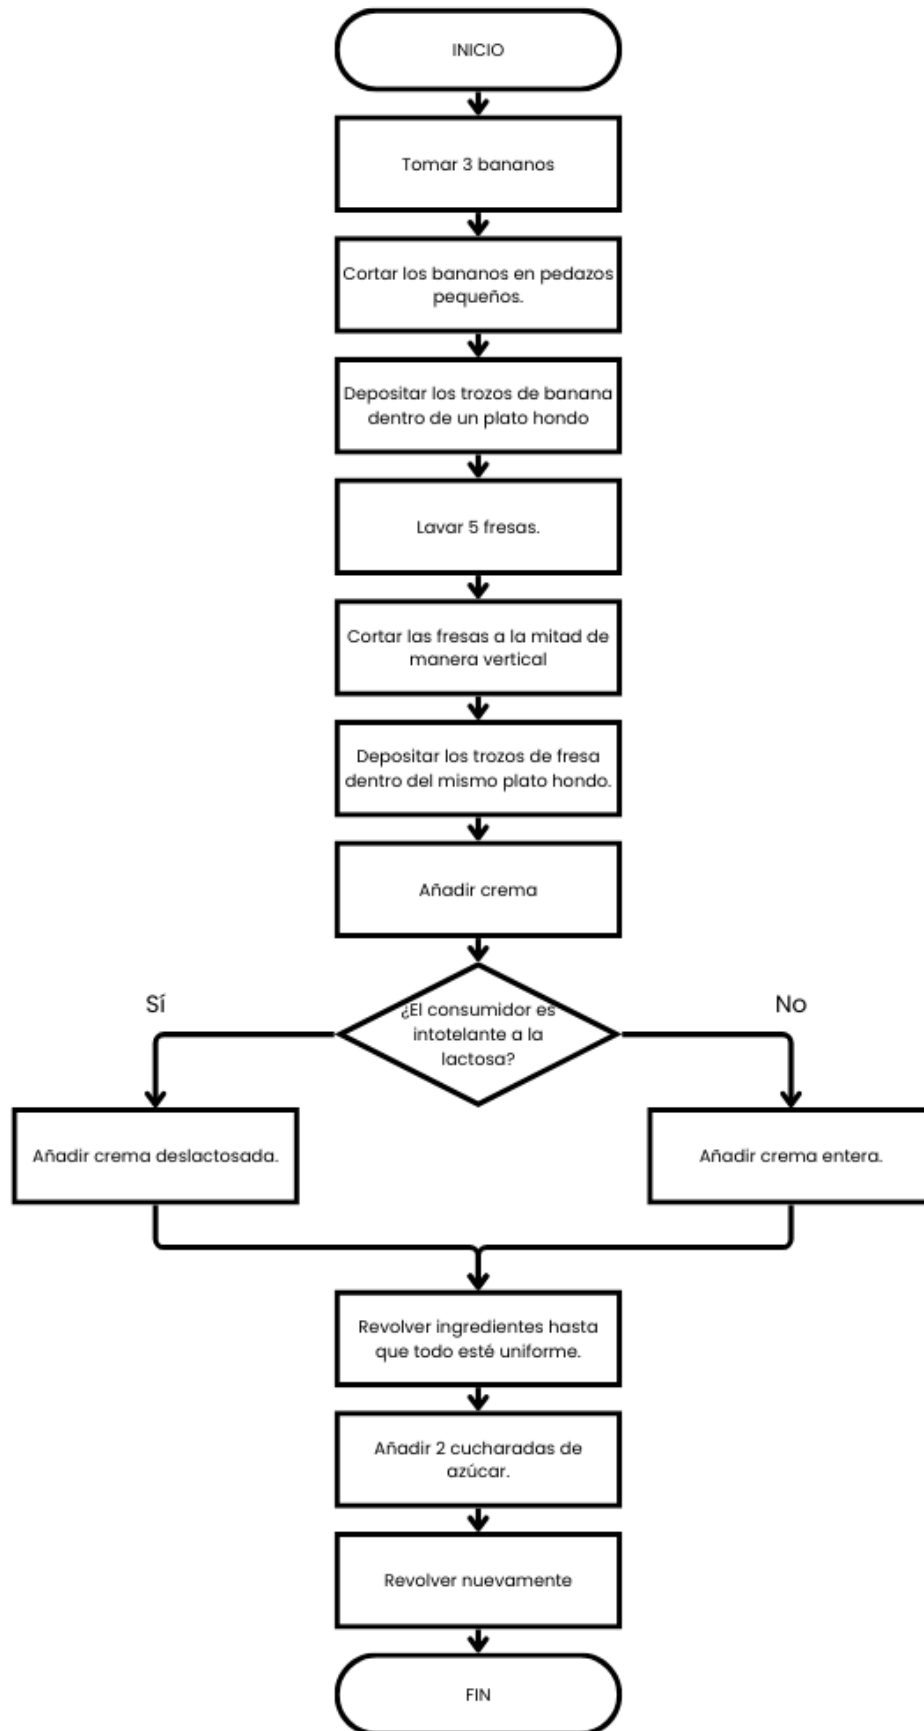 INICIO
Tomar 3 bananos
Cortar los bananos en pedazos
pequeños.
Depositar los trozos de banana
dentro de un plato hondo
Lavar 5 fresas.
Cortar las fresas a la mitad de
manera vertical
Depositar los trozos de fresa
dentro del mismo plato hondo.
Añadir crema
Sí
No
¿El consumidor es
intotelante a la
lactosa?
Añadir crema deslactosada.
Añadir crema entera.
Revolver ingredientes hasta
que todo esté uniforme.
Añadir 2 cucharadas de
azúcar.
Revolver nuevamente
FIN